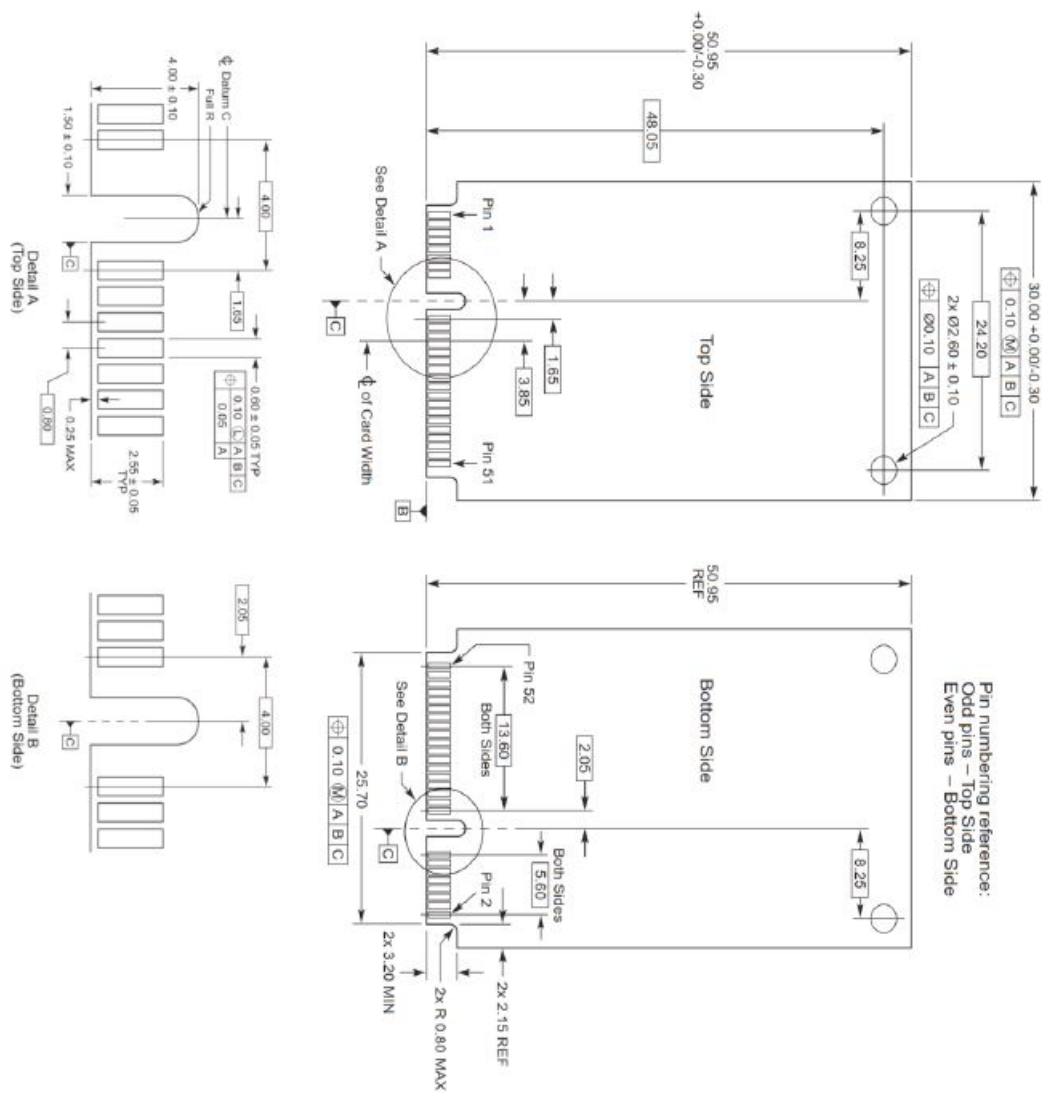 50.95
+0.00/-0.30
48.05
30.00 +0.00/-0.30
⌖ 0.10 Ⓜ A B C
24.20
2x Ø2.60 ± 0.10
⌖ Ø0.10 A B C
8.25
Top Side
Pin 1
See Detail A
C
1.65
3.85
℄ of Card Width
Pin 51
B
℄ Datum C
Full R
4.00 ± 0.10
1.50 ± 0.10
4.00
C
1.65
0.60 ± 0.05 TYP
⌖ 0.10 Ⓛ A B C
0.05 A
0.80
0.25 MAX
2.55 ± 0.05
TYP
Detail A
(Top Side)
Pin numbering reference:
Odd pins – Top Side
Even pins – Bottom Side
50.95
REF
Bottom Side
8.25
Pin 52
13.60
Both Sides
2.05
See Detail B
C
Both Sides
5.60
Pin 2
25.70
⌖ 0.10 Ⓜ A B C
2x 3.20 MIN
2x R 0.80 MAX
2x 2.15 REF
2.05
4.00
C
Detail B
(Bottom Side)